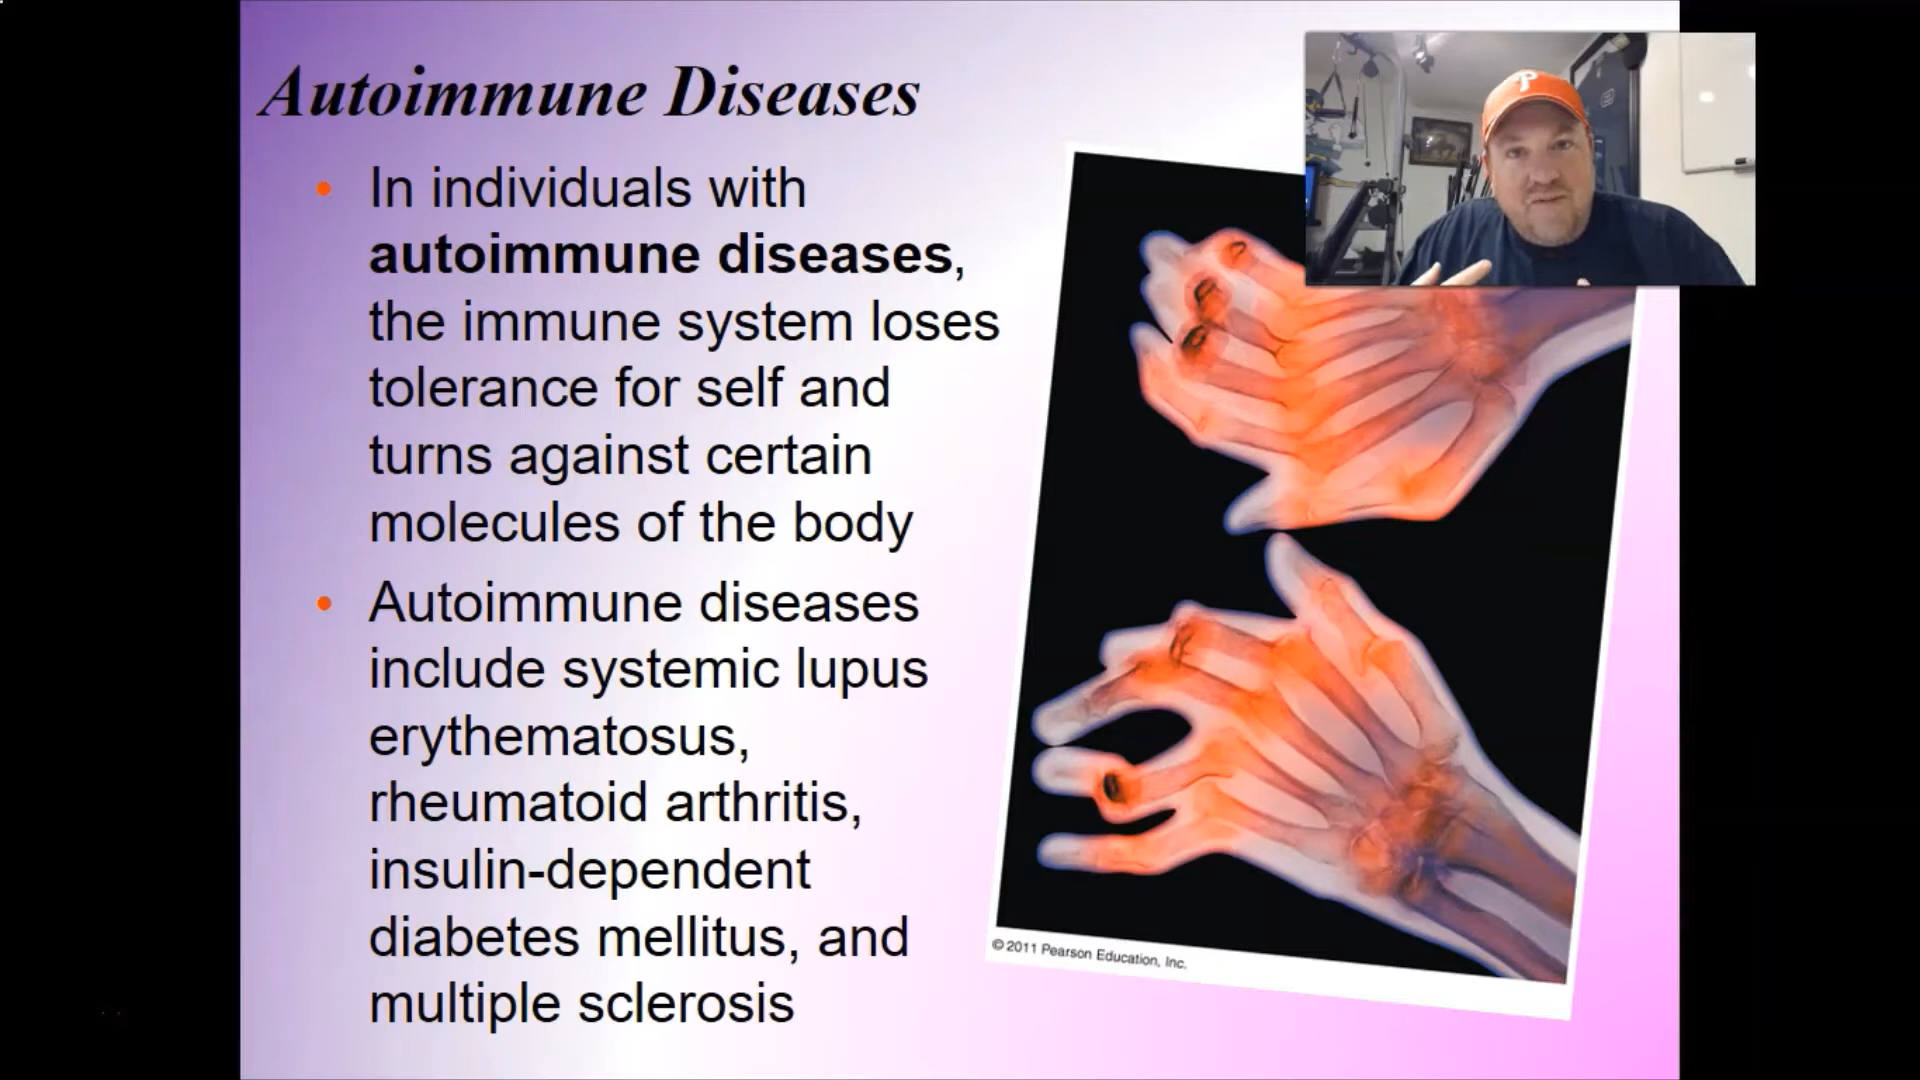 Autoimmune Diseases
• In individuals with
autoimmune diseases,
the immune system loses
tolerance for self and
turns against certain
molecules of the body
• Autoimmune diseases
include systemic lupus
erythematosus,
rheumatoid arthritis,
insulin-dependent
diabetes mellitus, and
multiple sclerosis
P
© 2011 Pearson Education, Inc.